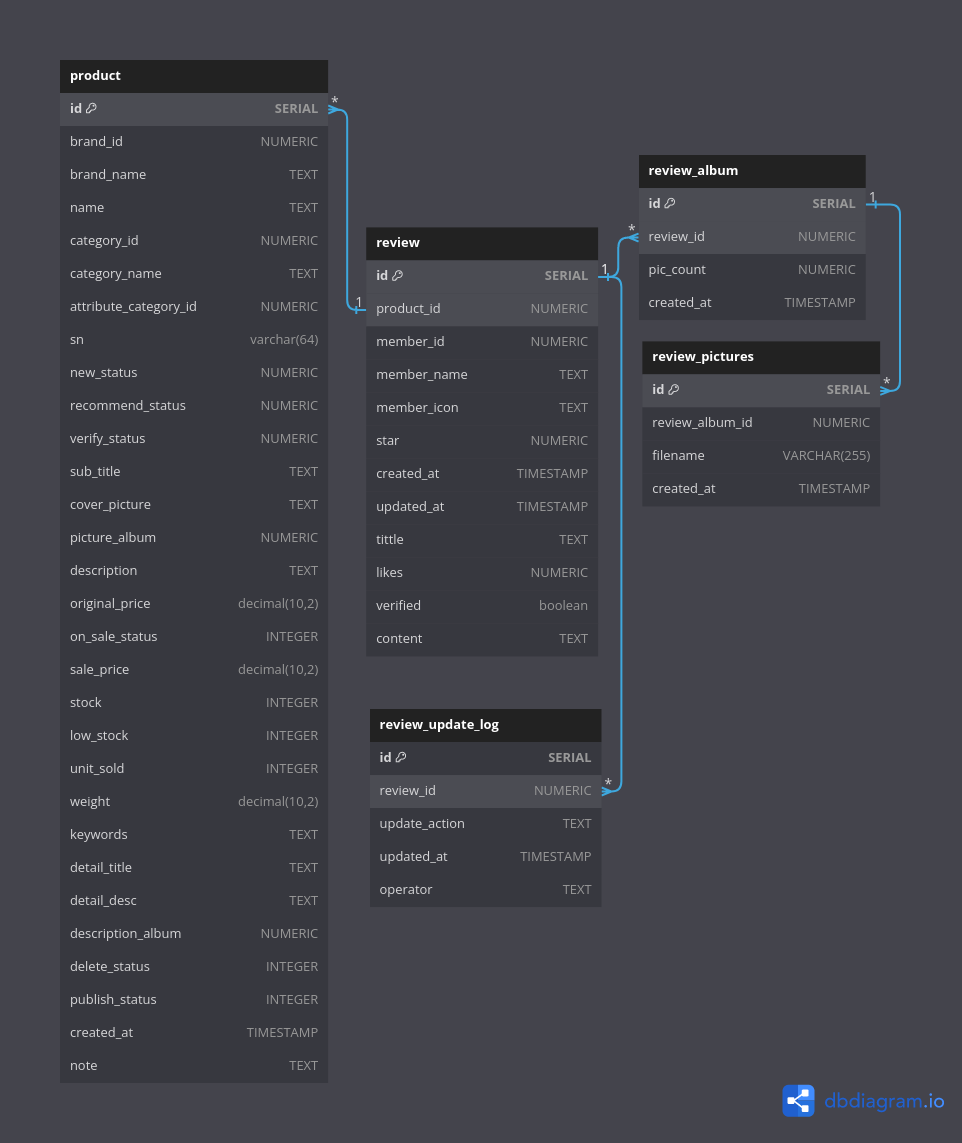 product
id SERIAL
brand_id NUMERIC
brand_name TEXT
name TEXT
category_id NUMERIC
category_name TEXT
attribute_category_id NUMERIC
sn varchar(64)
new_status NUMERIC
recommend_status NUMERIC
verify_status NUMERIC
sub_title TEXT
cover_picture TEXT
picture_album NUMERIC
description TEXT
original_price decimal(10,2)
on_sale_status INTEGER
sale_price decimal(10,2)
stock INTEGER
low_stock INTEGER
unit_sold INTEGER
weight decimal(10,2)
keywords TEXT
detail_title TEXT
detail_desc TEXT
description_album NUMERIC
delete_status INTEGER
publish_status INTEGER
created_at TIMESTAMP
note TEXT
*
1
review
id SERIAL
product_id NUMERIC
member_id NUMERIC
member_name TEXT
member_icon TEXT
star NUMERIC
created_at TIMESTAMP
updated_at TIMESTAMP
tittle TEXT
likes NUMERIC
verified boolean
content TEXT
1
*
review_update_log
id SERIAL
review_id NUMERIC
update_action TEXT
updated_at TIMESTAMP
operator TEXT
*
review_album
id SERIAL
review_id NUMERIC
pic_count NUMERIC
created_at TIMESTAMP
1
review_pictures
id SERIAL
review_album_id NUMERIC
filename VARCHAR(255)
created_at TIMESTAMP
*
dbdiagram.io